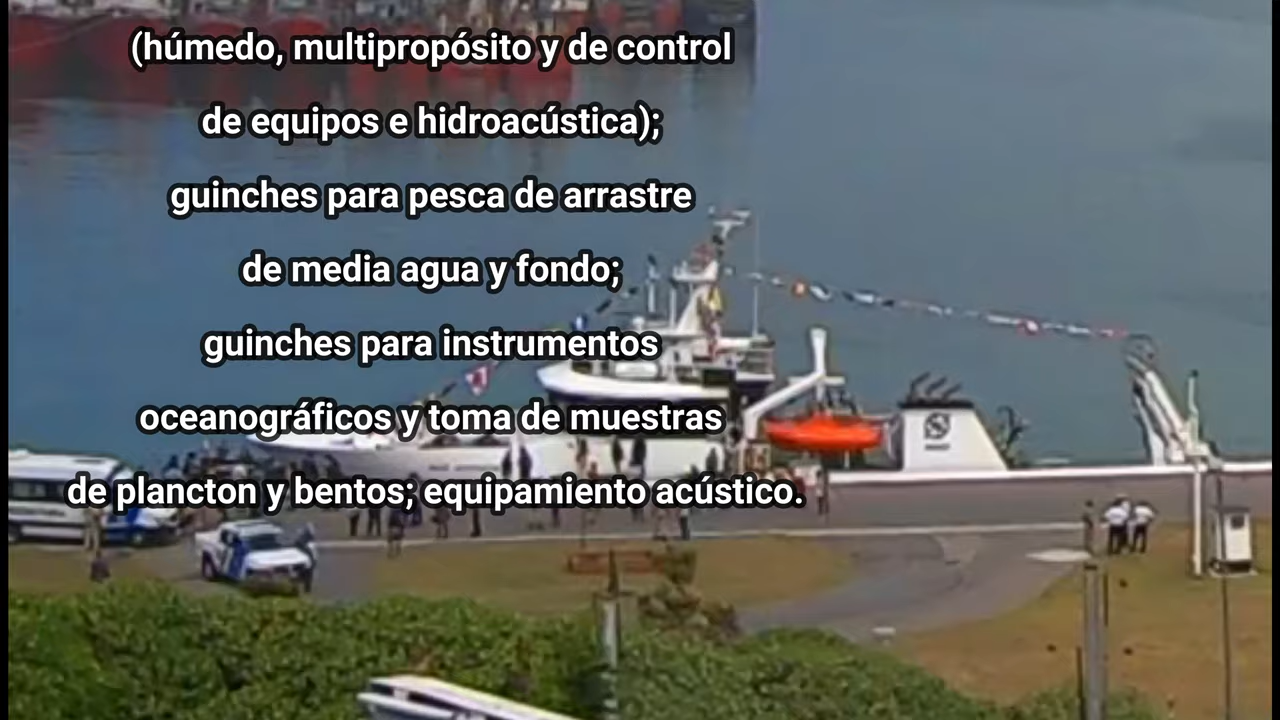 (húmedo, multipropósito y de control
de equipos e hidroacústica);
guinches para pesca de arrastre
de media agua y fondo;
guinches para instrumentos
oceanográficos y toma de muestras
de plancton y bentos; equipamiento acústico.